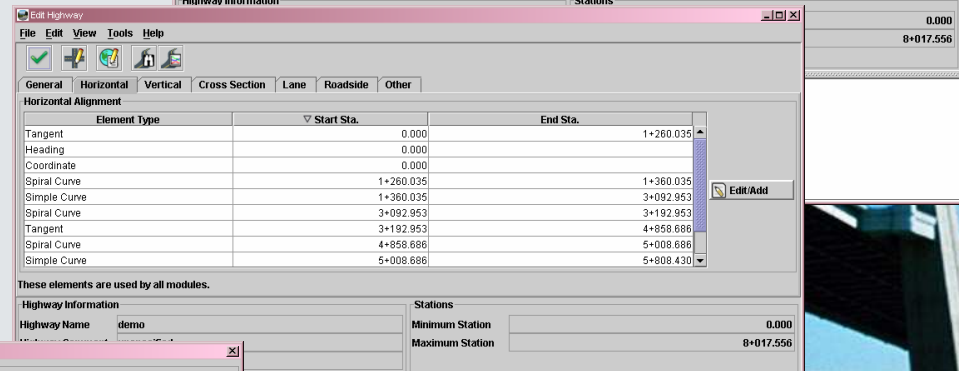 Highway Information Stations
Edit Highway
0.000
File Edit View Tools Help
8+017.556
General Horizontal Vertical Cross Section Lane Roadside Other
Horizontal Alignment
Element Type ▽ Start Sta. End Sta.
Tangent 0.000 1+260.035
Heading 0.000
Coordinate 0.000
Spiral Curve 1+260.035 1+360.035
Edit/Add
Simple Curve 1+360.035 3+092.953
Spiral Curve 3+092.953 3+192.953
Tangent 3+192.953 4+858.686
Spiral Curve 4+858.686 5+008.686
Simple Curve 5+008.686 5+808.430
These elements are used by all modules.
Highway Information Stations
Highway Name demo Minimum Station 0.000
Maximum Station 8+017.556